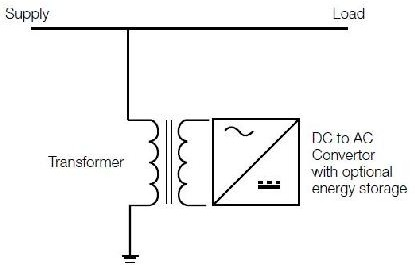 Supply
Load
Transformer
DC to AC
Convertor
with optional
energy storage